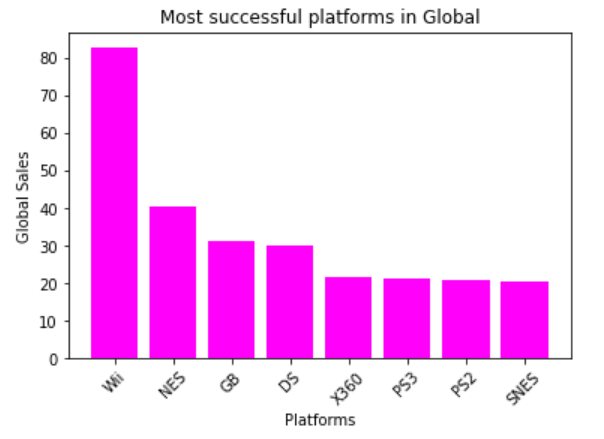 Most successful platforms in Global
Global Sales
80
70
60
50
40
30
20
10
0
Wii
NES
GB
DS
X360
PS3
PS2
SNES
Platforms